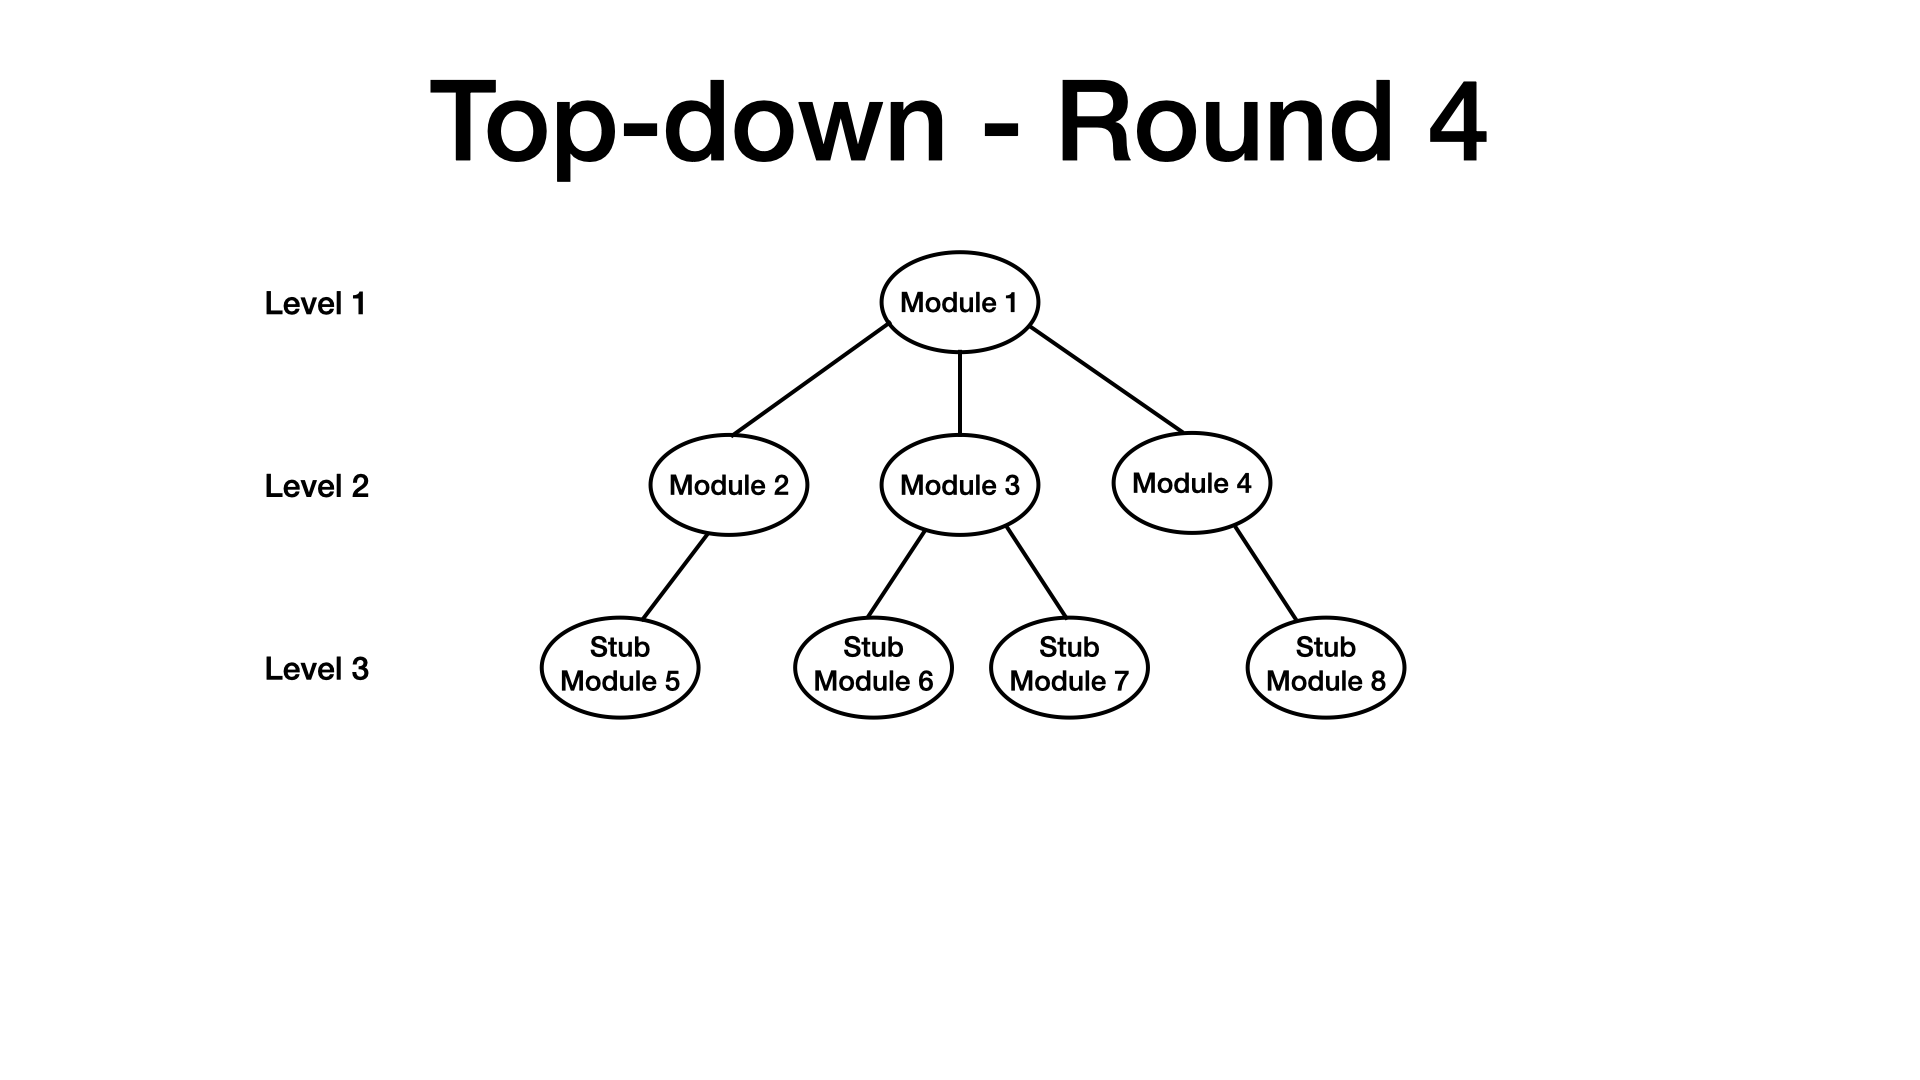 Top-down - Round 4
Level 1
Module 1
Level 2
Module 2
Module 3
Module 4
Level 3
Stub
Module 5
Stub
Module 6
Stub
Module 7
Stub
Module 8